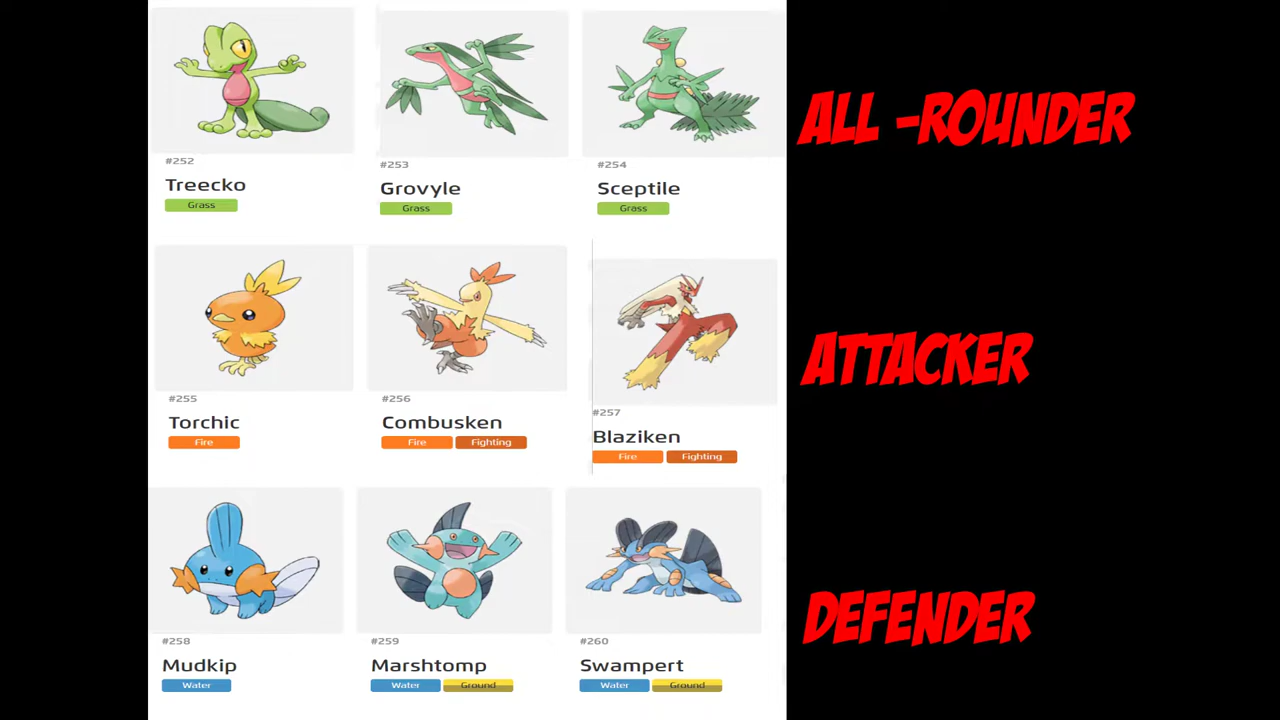 #252
Treecko
Grass
#253
Grovyle
Grass
#254
Sceptile
Grass
ALL -ROUNDER
#255
Torchic
Fire
#256
Combusken
Fire Fighting
#257
Blaziken
Fire Fighting
ATTACKER
#258
Mudkip
Water
#259
Marshtomp
Water Ground
#260
Swampert
Water Ground
DEFENDER